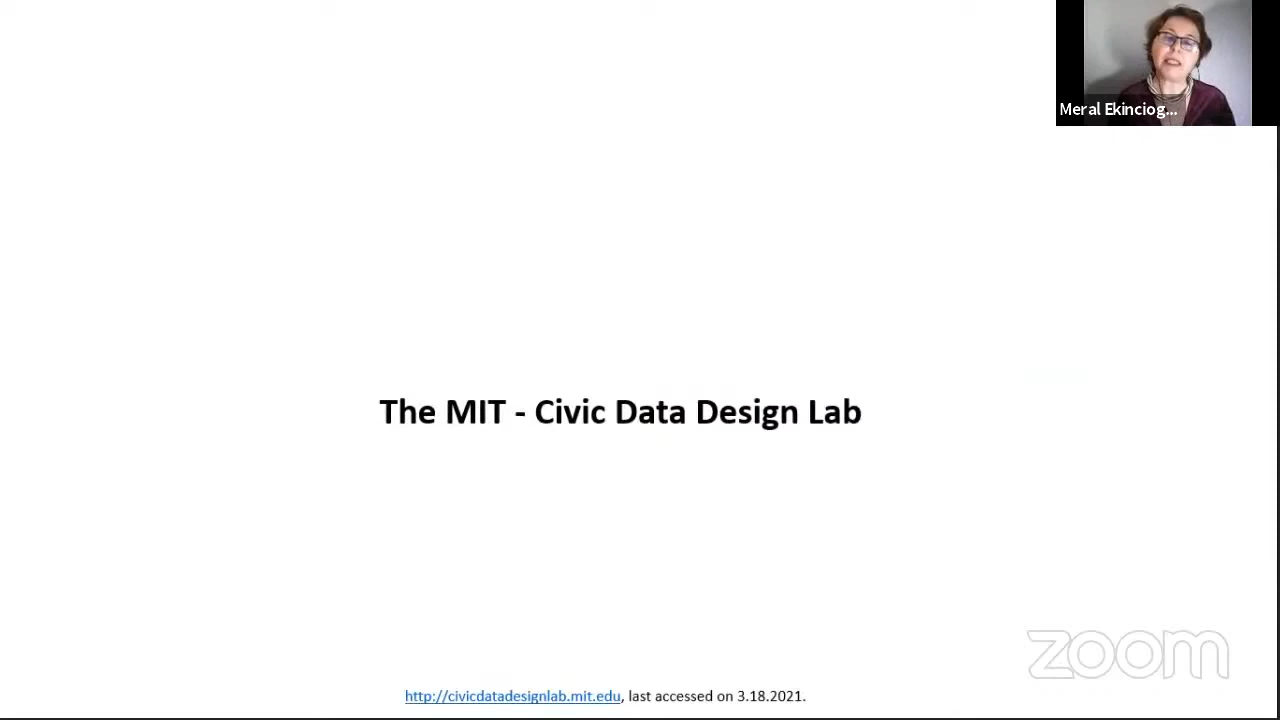 Meral Ekinciog...
The MIT - Civic Data Design Lab
zoom
http://civicdatadesignlab.mit.edu, last accessed on 3.18.2021.